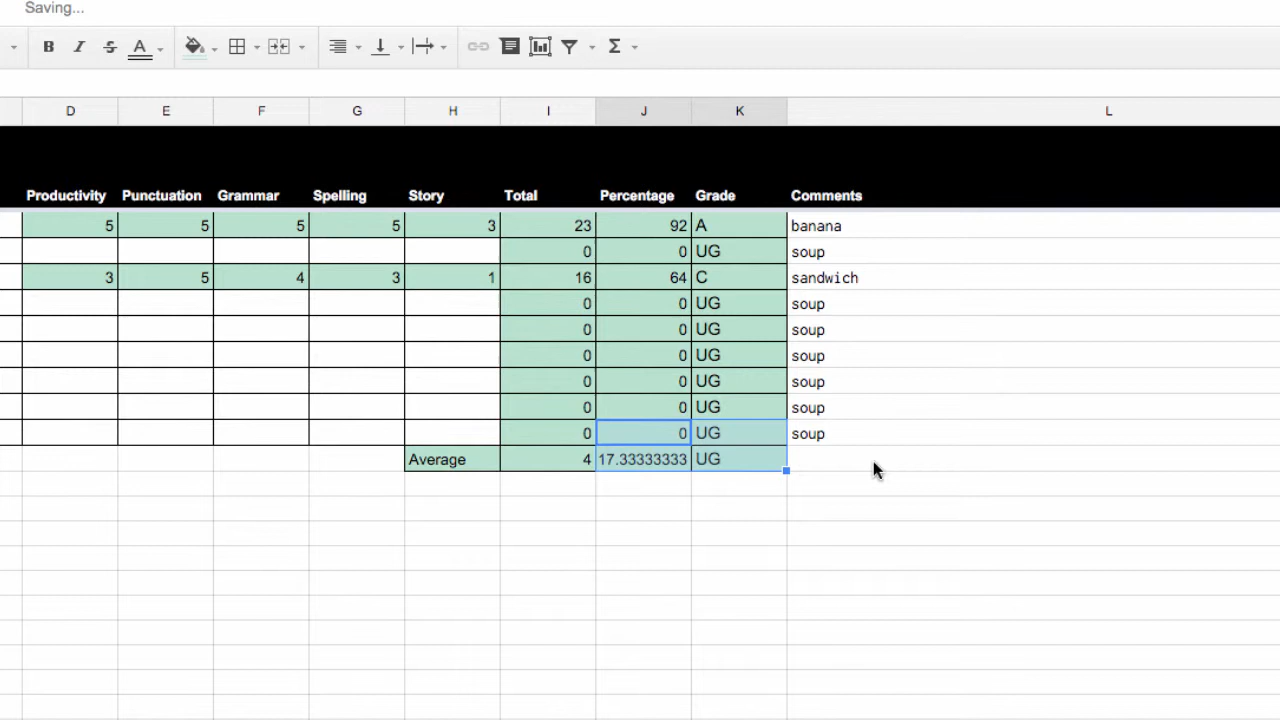 Saving...
B I S A Σ
D E F G H I J K L
Productivity Punctuation Grammar Spelling Story Total Percentage Grade Comments
5 5 5 5 3 23 92 A banana
0 0 UG soup
3 5 4 3 1 16 64 C sandwich
0 0 UG soup
0 0 UG soup
0 0 UG soup
0 0 UG soup
0 0 UG soup
0 0 UG soup
Average 4 17.33333333 UG